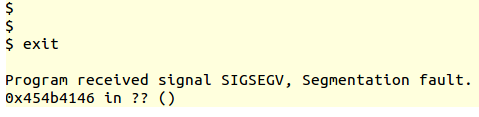 $
$
$ exit
Program received signal SIGSEGV, Segmentation fault.
0x454b4146 in ?? ()